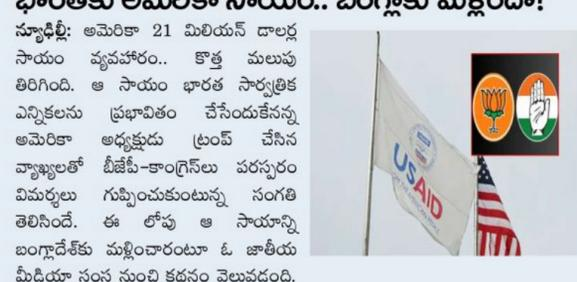 భారతకు అమెరికా సాయం.. బంగ్లాకు మళ్లిందా?
న్యూఢిల్లీ: అమెరికా 21 మిలియన్ డాలర్ల
సాయం వ్యవహారం.. కొత్త మలుపు
తిరిగింది. ఆ సాయం భారత సార్వత్రిక
ఎన్నికలను ప్రభావితం చేసేందుకేనన్న
అమెరికా అధ్యక్షుడు ట్రంప్ చేసిన
వ్యాఖ్యలతో బీజేపీ-కాంగ్రెస్‌లు పరస్పరం
విమర్శలు గుప్పించుకుంటున్న సంగతి
తెలిసిందే. ఈ లోపు ఆ సాయాన్ని
బంగ్లాదేశ్‌కు మళ్లించారంటూ ఓ జాతీయ
మీడియా సంస్థ నుంచి కథనం వెలువడింది.
USAID